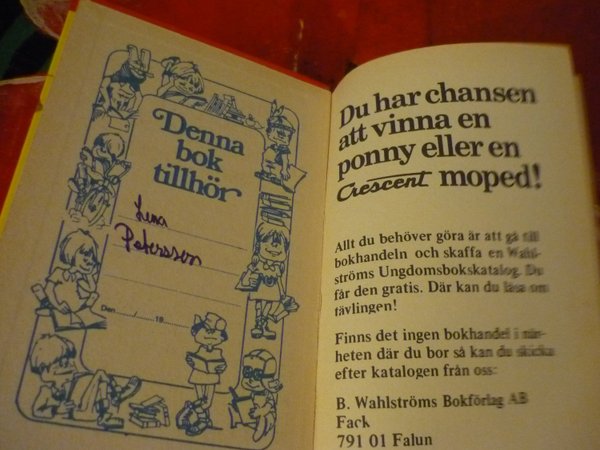 Denna
bok
tillhör
Lena
Petersson
Den ...../.....19.........
Du har chansen
att vinna en
ponny eller en
Crescent moped!
Allt du behöver göra är att gå till
bokhandeln och skaffa en Wahl-
ströms Ungdomsbokskatalog. Du
får den gratis. Där kan du läsa om
tävlingen!
Finns det ingen bokhandel i när-
heten där du bor så kan du skicka
efter katalogen från oss:
B. Wahlströms Bokförlag AB
Fack
791 01 Falun